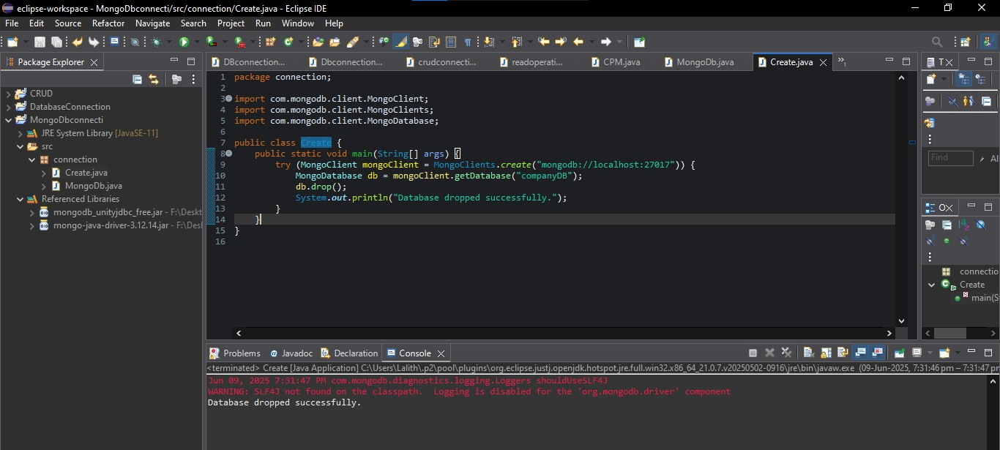 eclipse-workspace - MongoDbconnecti/src/connection/Create.java - Eclipse IDE
File Edit Source Refactor Navigate Search Project Run Window Help
Package Explorer
CRUD
DatabaseConnection
MongoDbconnecti
JRE System Library [JavaSE-11]
src
connection
Create.java
MongoDb.java
Referenced Libraries
mongodb_unityjdbc_free.jar - F:\Deskt
mongo-java-driver-3.12.14.jar - F:\Des
DBconnection... Dbconnection... crudconnecti... readoperati... CPM.java MongoDb.java Create.java »1
1 package connection;
2
3 import com.mongodb.client.MongoClient;
4 import com.mongodb.client.MongoClients;
5 import com.mongodb.client.MongoDatabase;
6
7 public class Create {
8 public static void main(String[] args) {
9 try (MongoClient mongoClient = MongoClients.create("mongodb://localhost:27017")) {
10 MongoDatabase db = mongoClient.getDatabase("companyDB");
11 db.drop();
12 System.out.println("Database dropped successfully.");
13 }
14 }
15 }
16
T
Find Al
O
connectio
Create
main(S
Problems Javadoc Declaration Console
<terminated> Create [Java Application] C:\Users\Lalith\.p2\pool\plugins\org.eclipse.justj.openjdk.hotspot.jre.full.win32.x86_64_21.0.7.v20250502-0916\jre\bin\javaw.exe (09-Jun-2025, 7:31:46 pm – 7:31:47 pr
Jun 09, 2025 7:31:47 PM com.mongodb.diagnostics.logging.Loggers shouldUseSLF4J
WARNING: SLF4J not found on the classpath. Logging is disabled for the 'org.mongodb.driver' component
Database dropped successfully.